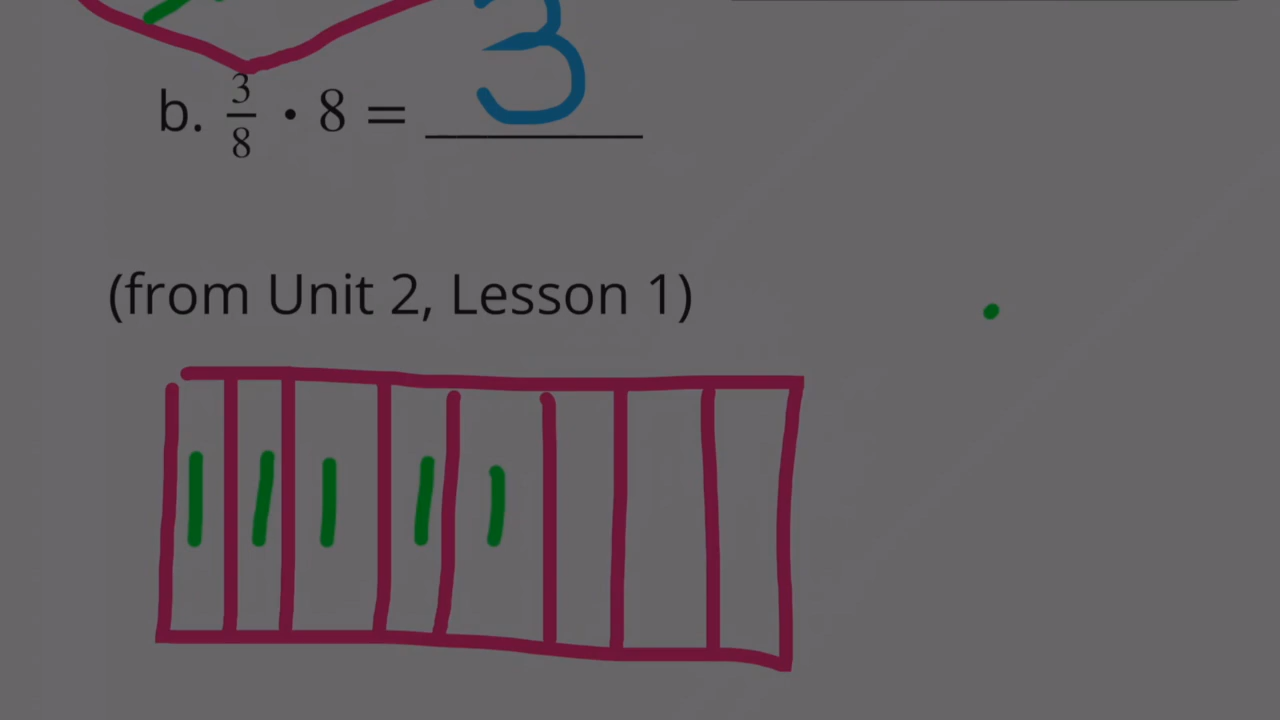 b. 3/8 · 8 = 3
(from Unit 2, Lesson 1)